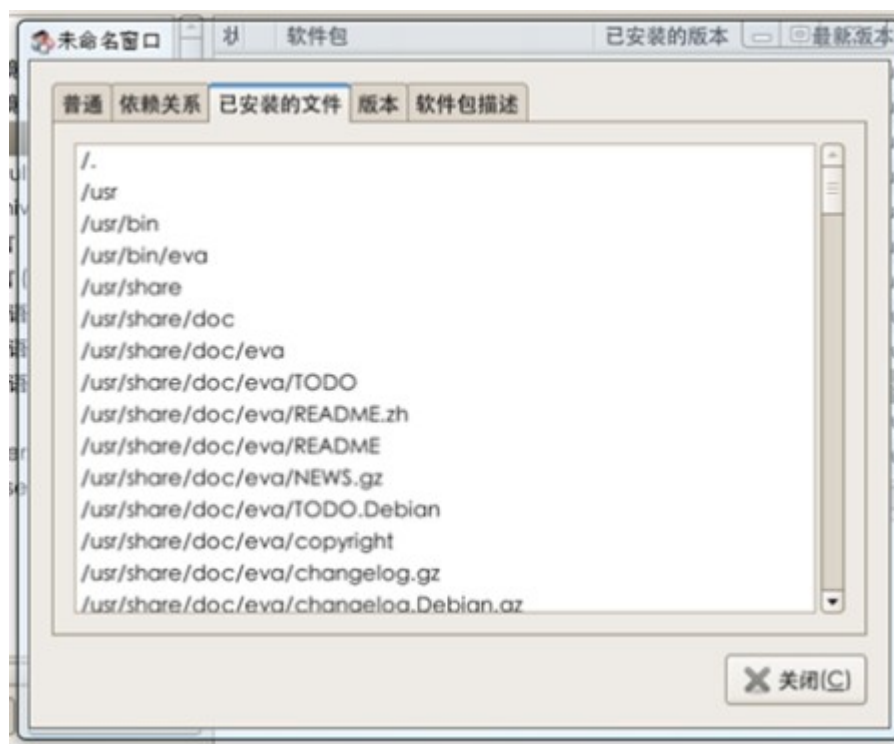 未命名窗口 状 软件包 已安装的版本 最新版本
普通 依赖关系 已安装的文件 版本 软件包描述
/.
/usr
/usr/bin
/usr/bin/eva
/usr/share
/usr/share/doc
/usr/share/doc/eva
/usr/share/doc/eva/TODO
/usr/share/doc/eva/README.zh
/usr/share/doc/eva/README
/usr/share/doc/eva/NEWS.gz
/usr/share/doc/eva/TODO.Debian
/usr/share/doc/eva/copyright
/usr/share/doc/eva/changelog.gz
/usr/share/doc/eva/changelog.Debian.gz
关闭(C)